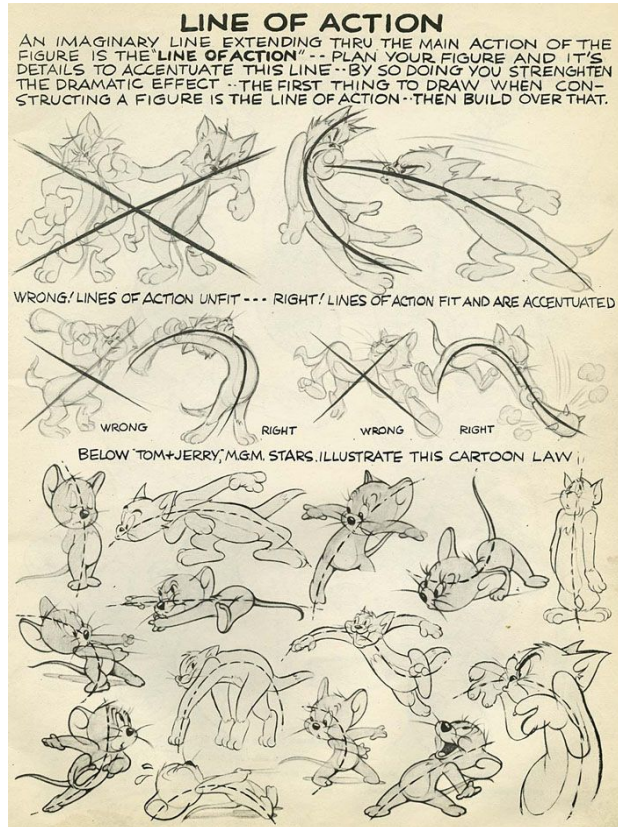 LINE OF ACTION
AN IMAGINARY LINE EXTENDING THRU THE MAIN ACTION OF THE
FIGURE IS THE "LINE OF ACTION" -- PLAN YOUR FIGURE AND IT'S
DETAILS TO ACCENTUATE THIS LINE -- BY SO DOING YOU STRENGHTEN
THE DRAMATIC EFFECT -- THE FIRST THING TO DRAW WHEN CON-
STRUCTING A FIGURE IS THE LINE OF ACTION -- THEN BUILD OVER THAT.
WRONG! LINES OF ACTION UNFIT --- RIGHT! LINES OF ACTION FIT AND ARE ACCENTUATED
WRONG RIGHT WRONG RIGHT
BELOW "TOM & JERRY," M.G.M. STARS. ILLUSTRATE THIS CARTOON LAW